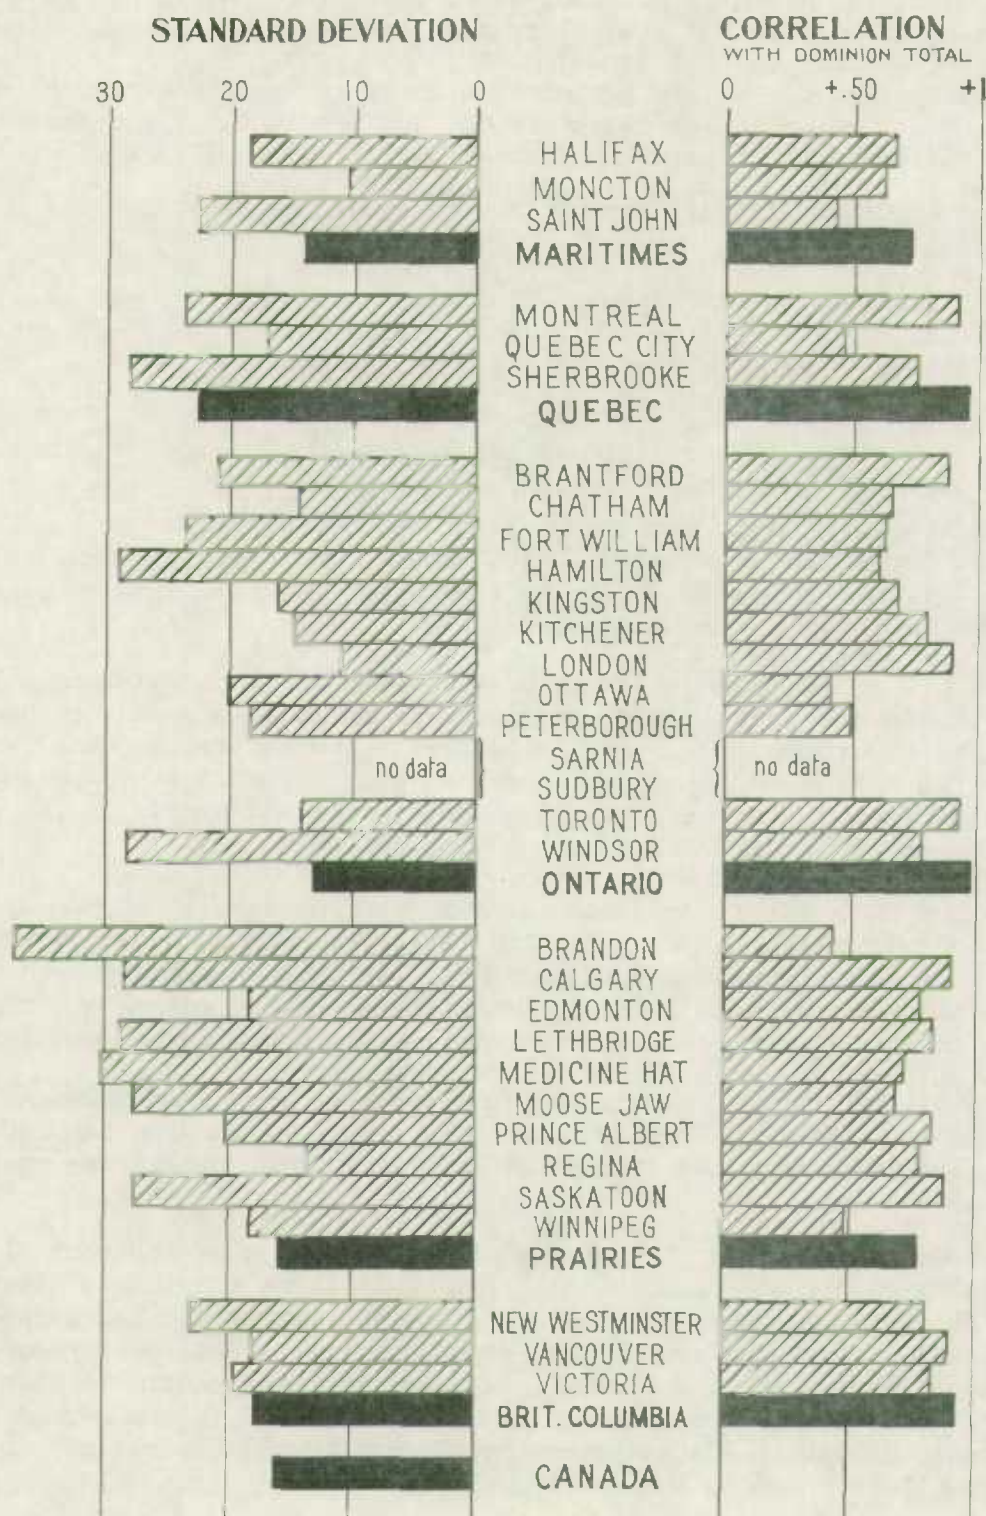 STANDARD DEVIATION
CORRELATION
WITH DOMINION TOTAL
30 20 10 0
0 +.50 +1
HALIFAX
MONCTON
SAINT JOHN
MARITIMES
MONTREAL
QUEBEC CITY
SHERBROOKE
QUEBEC
BRANTFORD
CHATHAM
FORT WILLIAM
HAMILTON
KINGSTON
KITCHENER
LONDON
OTTAWA
PETERBOROUGH
no data SARNIA no data
SUDBURY
TORONTO
WINDSOR
ONTARIO
BRANDON
CALGARY
EDMONTON
LETHBRIDGE
MEDICINE HAT
MOOSE JAW
PRINCE ALBERT
REGINA
SASKATOON
WINNIPEG
PRAIRIES
NEW WESTMINSTER
VANCOUVER
VICTORIA
BRIT. COLUMBIA
CANADA